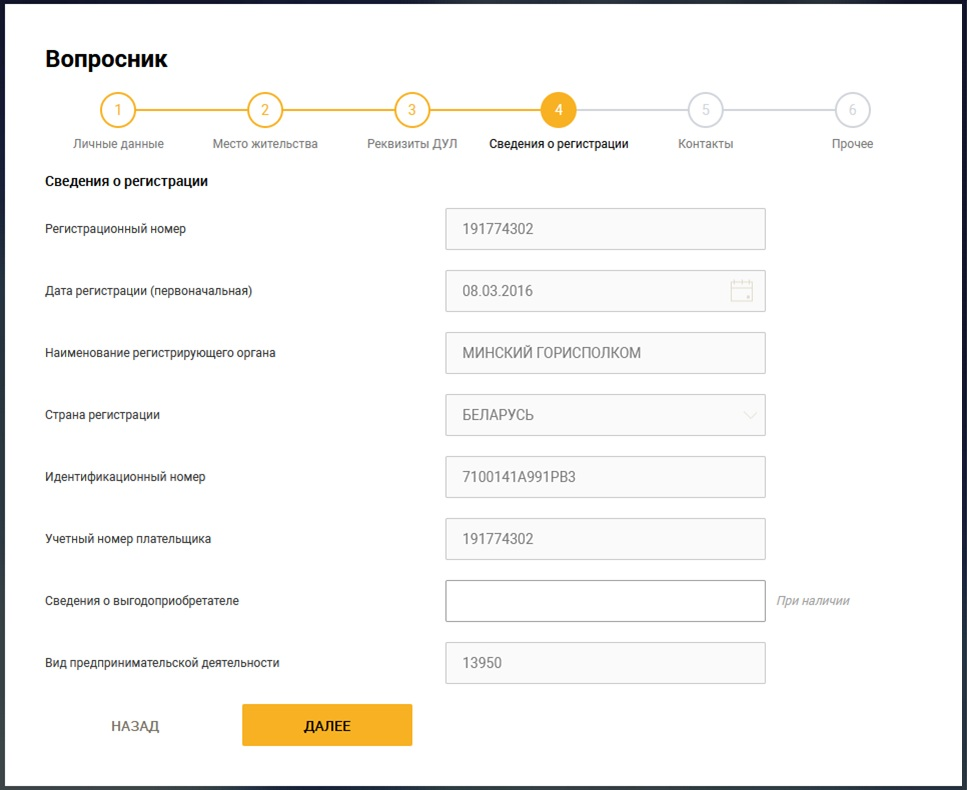 Вопросник
1 2 3 4 5 6
Личные данные Место жительства Реквизиты ДУЛ Сведения о регистрации Контакты Прочее
Сведения о регистрации
Регистрационный номер 191774302
Дата регистрации (первоначальная) 08.03.2016
Наименование регистрирующего органа МИНСКИЙ ГОРИСПОЛКОМ
Страна регистрации БЕЛАРУСЬ
Идентификационный номер 7100141A991PB3
Учетный номер плательщика 191774302
Сведения о выгодоприобретателе При наличии
Вид предпринимательской деятельности 13950
НАЗАД ДАЛЕЕ